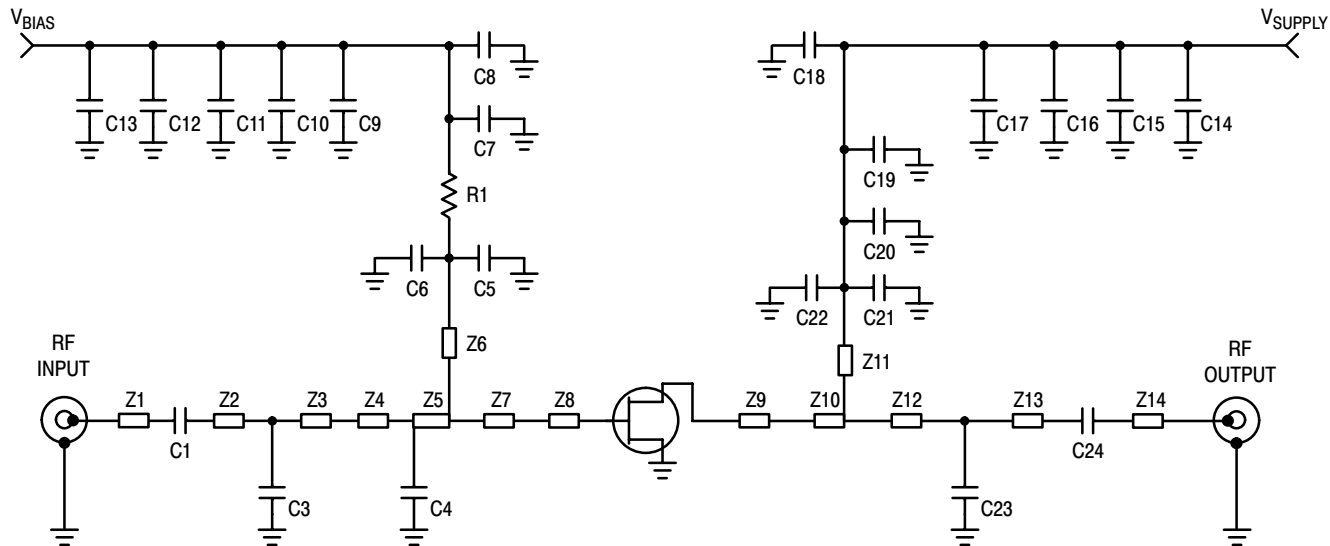 V_BIAS
V_SUPPLY
C8
C18
C13 C12 C11 C10 C9
C7
C17 C16 C15 C14
C19
R1
C20
C6 C5
C22 C21
Z6
Z11
RF
INPUT
RF
OUTPUT
Z1 Z2 Z3 Z4 Z5 Z7 Z8 Z9 Z10 Z12 Z13 Z14
C1
C24
C3 C4 C23